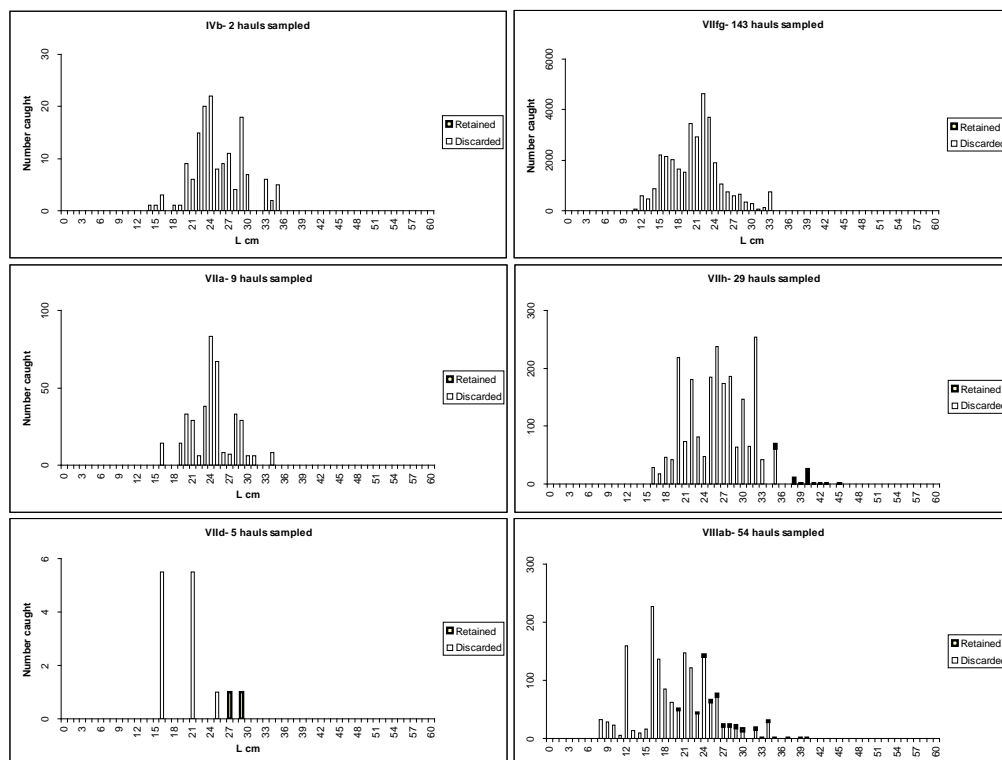 IVb- 2 hauls sampled
Number caught
30
20
10
0
0 3 6 9 12 15 18 21 24 27 30 33 36 39 42 45 48 51 54 57 60
L cm
Retained
Discarded
VIIfg- 143 hauls sampled
Number caught
6000
4000
2000
0
0 3 6 9 12 15 18 21 24 27 30 33 36 39 42 45 48 51 54 57 60
L cm
Retained
Discarded
VIIa- 9 hauls sampled
Number caught
100
50
0
0 3 6 9 12 15 18 21 24 27 30 33 36 39 42 45 48 51 54 57 60
L cm
Retained
Discarded
VIIh- 29 hauls sampled
300
200
100
0
0 3 6 9 12 15 18 21 24 27 30 33 36 39 42 45 48 51 54 57 60
L cm
Retained
Discarded
VIId- 5 hauls sampled
Number caught
6
4
2
0
0 3 6 9 12 15 18 21 24 27 30 33 36 39 42 45 48 51 54 57 60
L cm
Retained
Discarded
VIIIab- 54 hauls sampled
300
200
100
0
0 3 6 9 12 15 18 21 24 27 30 33 36 39 42 45 48 51 54 57 60
L cm
Retained
Discarded